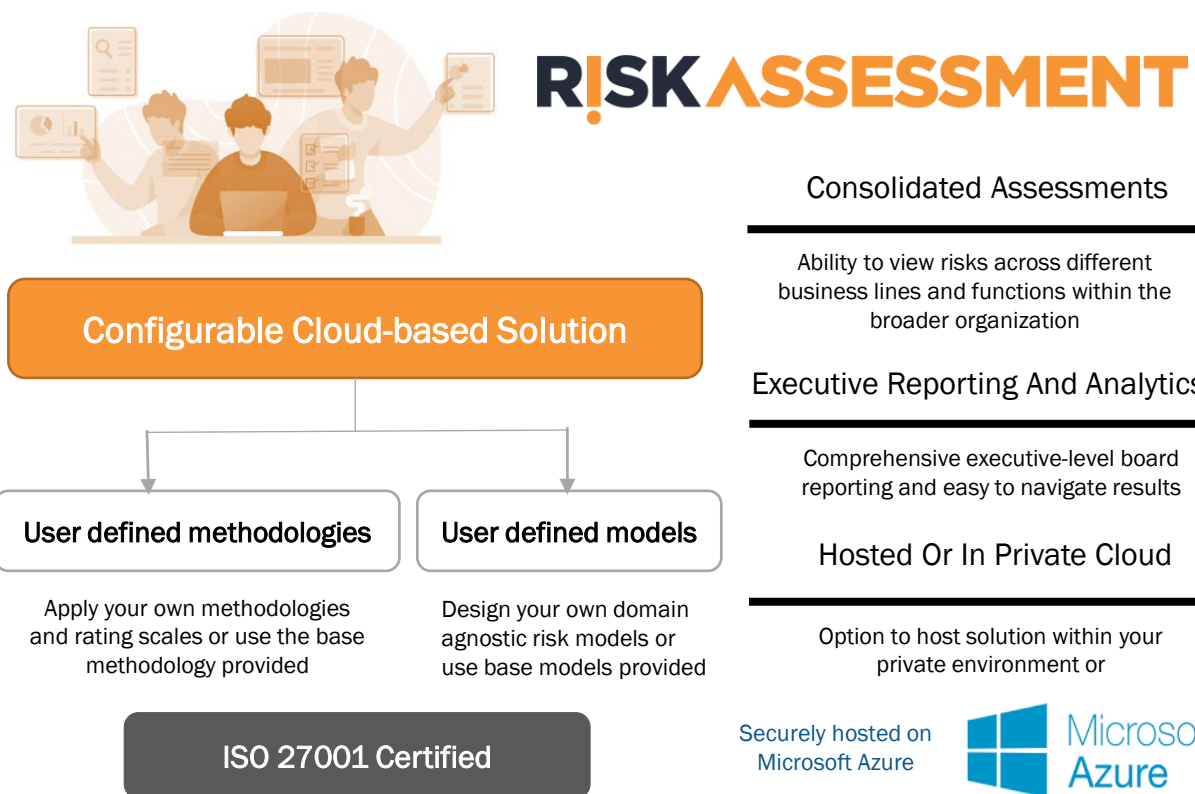 R!SK ASSESSMENT
Configurable Cloud-based Solution
User defined methodologies
Apply your own methodologies
and rating scales or use the base
methodology provided
User defined models
Design your own domain
agnostic risk models or
use base models provided
ISO 27001 Certified
Consolidated Assessments
Ability to view risks across different
business lines and functions within the
broader organization
Executive Reporting And Analytics
Comprehensive executive-level board
reporting and easy to navigate results
Hosted Or In Private Cloud
Option to host solution within your
private environment or
Securely hosted on
Microsoft Azure
Microso
Azure